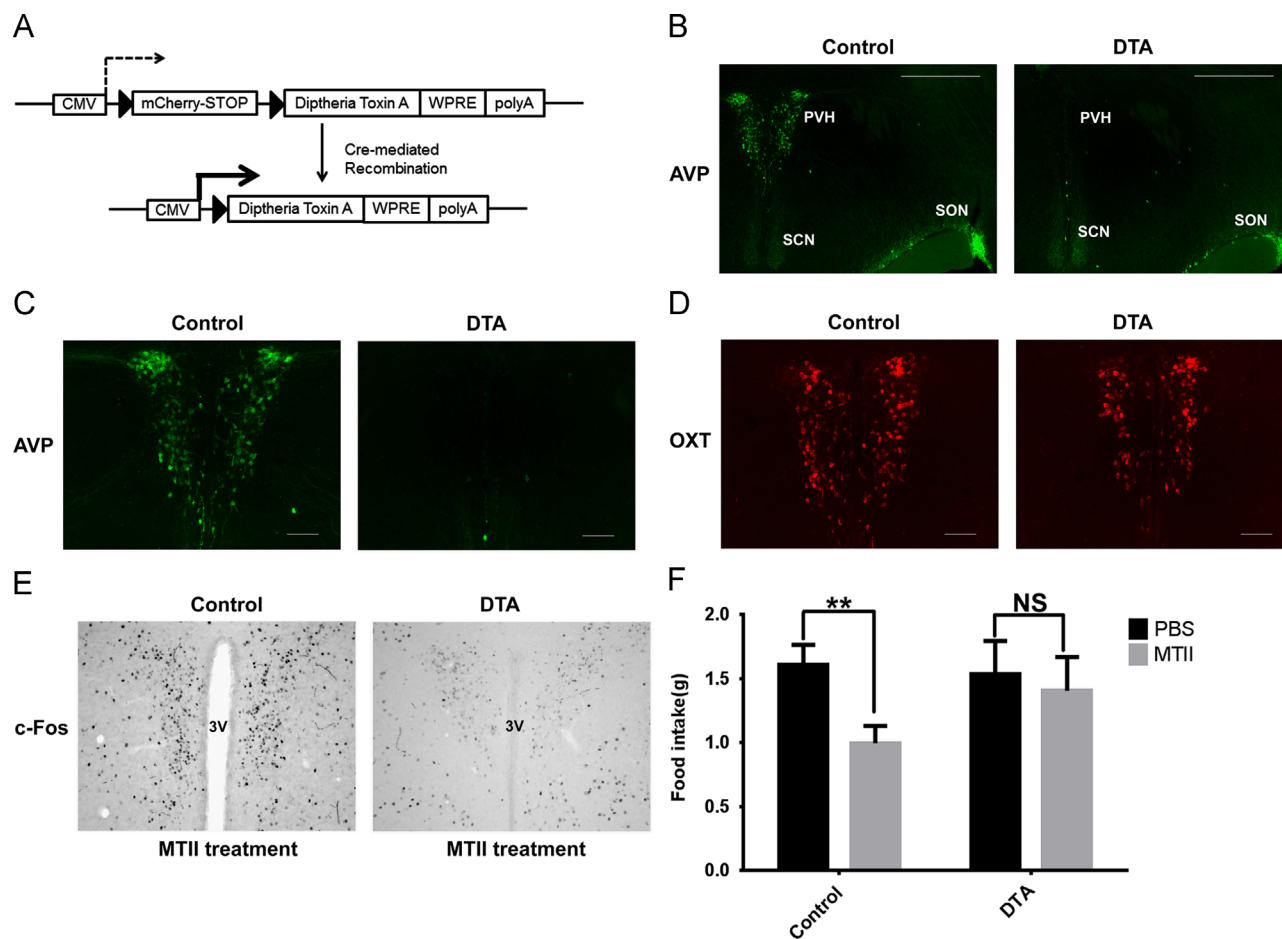 A
CMV
mCherry-STOP
Diptheria Toxin A
WPRE
polyA
Cre-mediated
Recombination
CMV
Diptheria Toxin A
WPRE
polyA
B
Control
DTA
AVP
PVH
SCN
SON
PVH
SCN
SON
C
Control
DTA
AVP
D
Control
DTA
OXT
E
Control
DTA
c-Fos
3V
3V
MTII treatment
MTII treatment
F
Food intake(g)
2.0
1.5
1.0
0.5
0.0
**
NS
PBS
MTII
Control
DTA